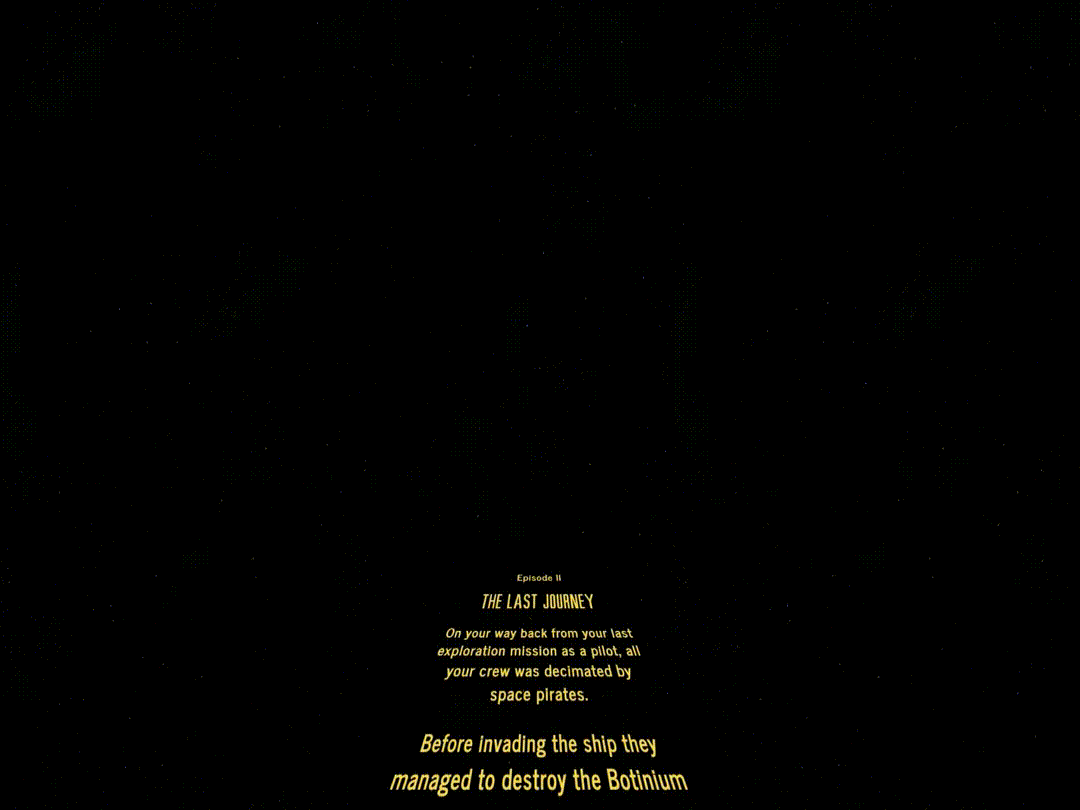 Episode II
THE LAST JOURNEY
On your way back from your last
exploration mission as a pilot, all
your crew was decimated by
space pirates.
Before invading the ship they
managed to destroy the Botinium